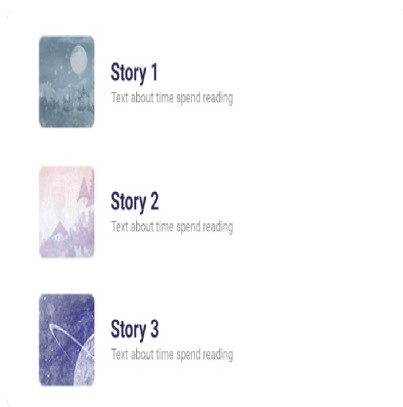 Story 1
Text about time spend reading
Story 2
Text about time spend reading
Story 3
Text about time spend reading